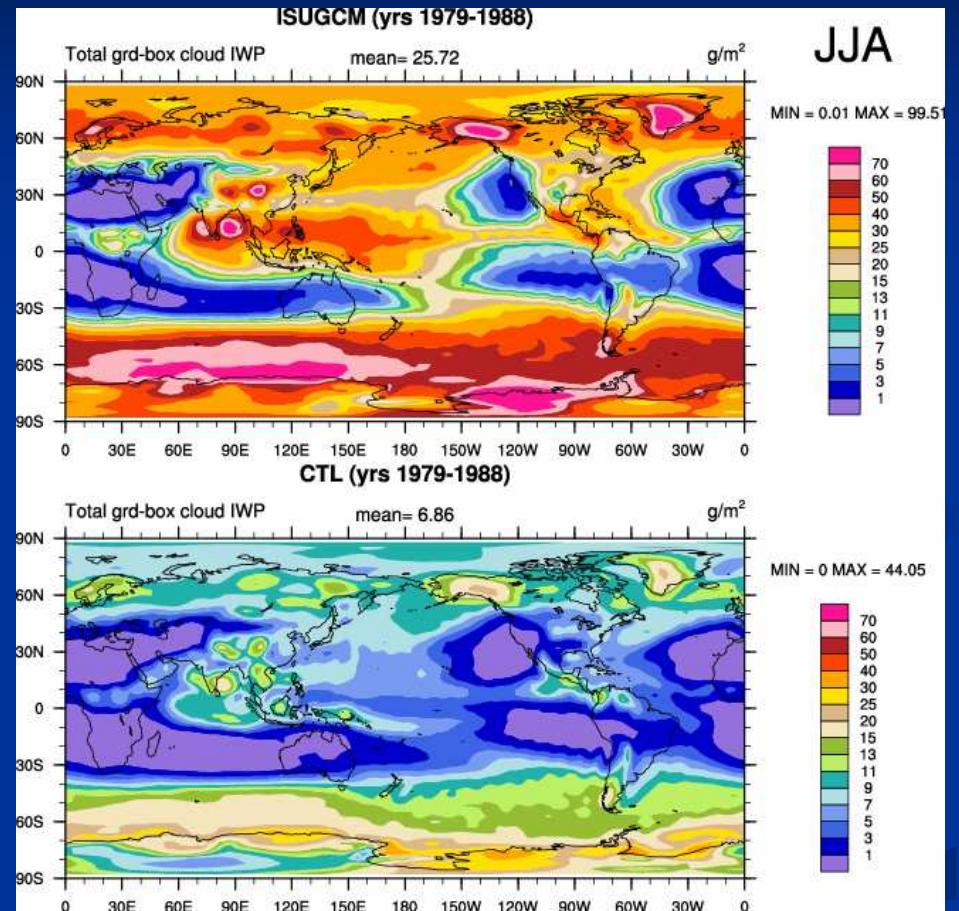 ISUGCM (yrs 1979-1988)
JJA
Total grd-box cloud IWP mean= 25.72 g/m²
MIN = 0.01 MAX = 99.51
90N
60N
30N
0
30S
60S
90S
0 30E 60E 90E 120E 150E 180 150W 120W 90W 60W 30W 0
70
60
50
40
30
25
20
15
13
11
9
7
5
3
1
CTL (yrs 1979-1988)
Total grd-box cloud IWP mean= 6.86 g/m²
MIN = 0 MAX = 44.05
90N
60N
30N
0
30S
60S
90S
0 30E 60E 90E 120E 150E 180 150W 120W 90W 60W 30W 0
70
60
50
40
30
25
20
15
13
11
9
7
5
3
1